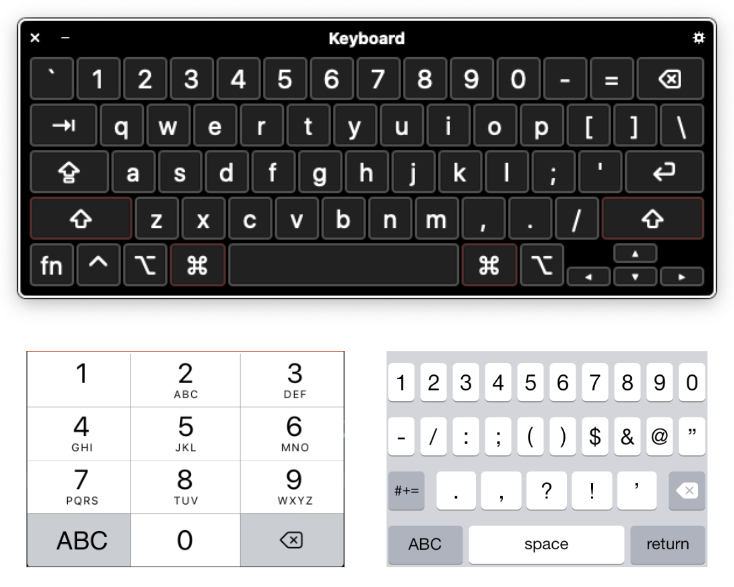 Keyboard
` 1 2 3 4 5 6 7 8 9 0 - =
q w e r t y u i o p [ ] \
a s d f g h j k l ; '
z x c v b n m , . /
fn ^ ⌥ ⌘ ⌘ ⌥
1 2 3
ABC DEF
4 5 6
GHI JKL MNO
7 8 9
PQRS TUV WXYZ
ABC 0
1 2 3 4 5 6 7 8 9 0
- / : ; ( ) $ & @ ”
#+= . , ? ! ’
ABC space return